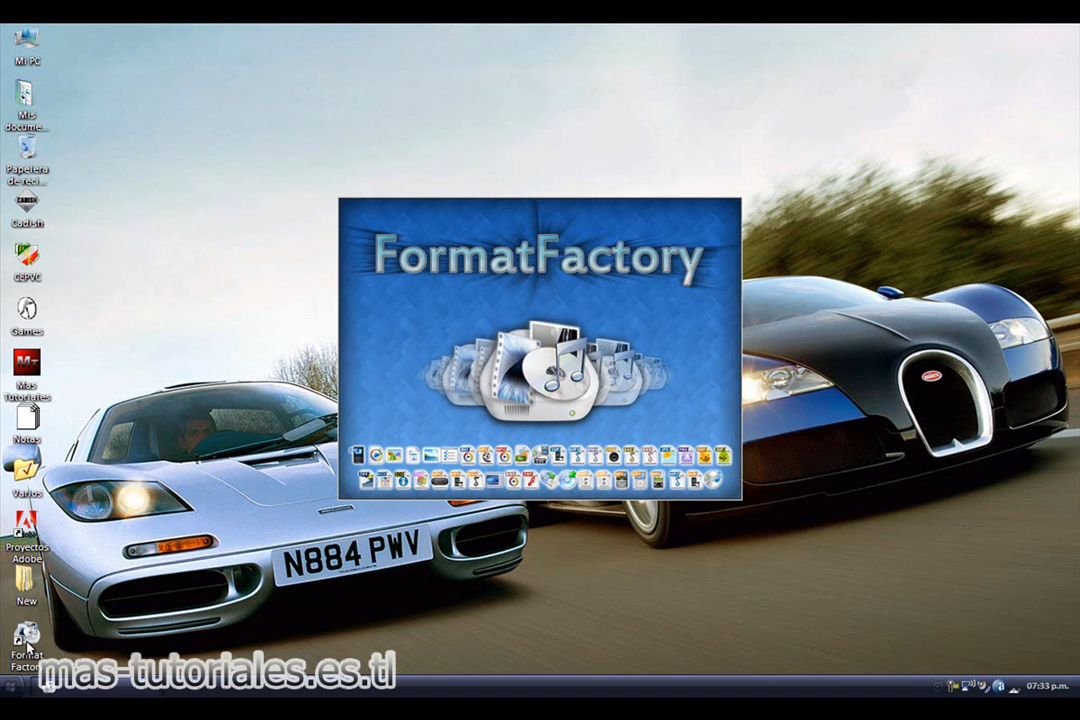 Mi PC
Mis
docume...
Papelera
de reci...
Cadish
CEPVC
Games
MT
Mas
Tutoriales
Notas
Varios
Proyectos
Adobe
New
Format
Factory
FormatFactory
N884 PWV
mas-tutoriales.es.tl
07:33 p.m.